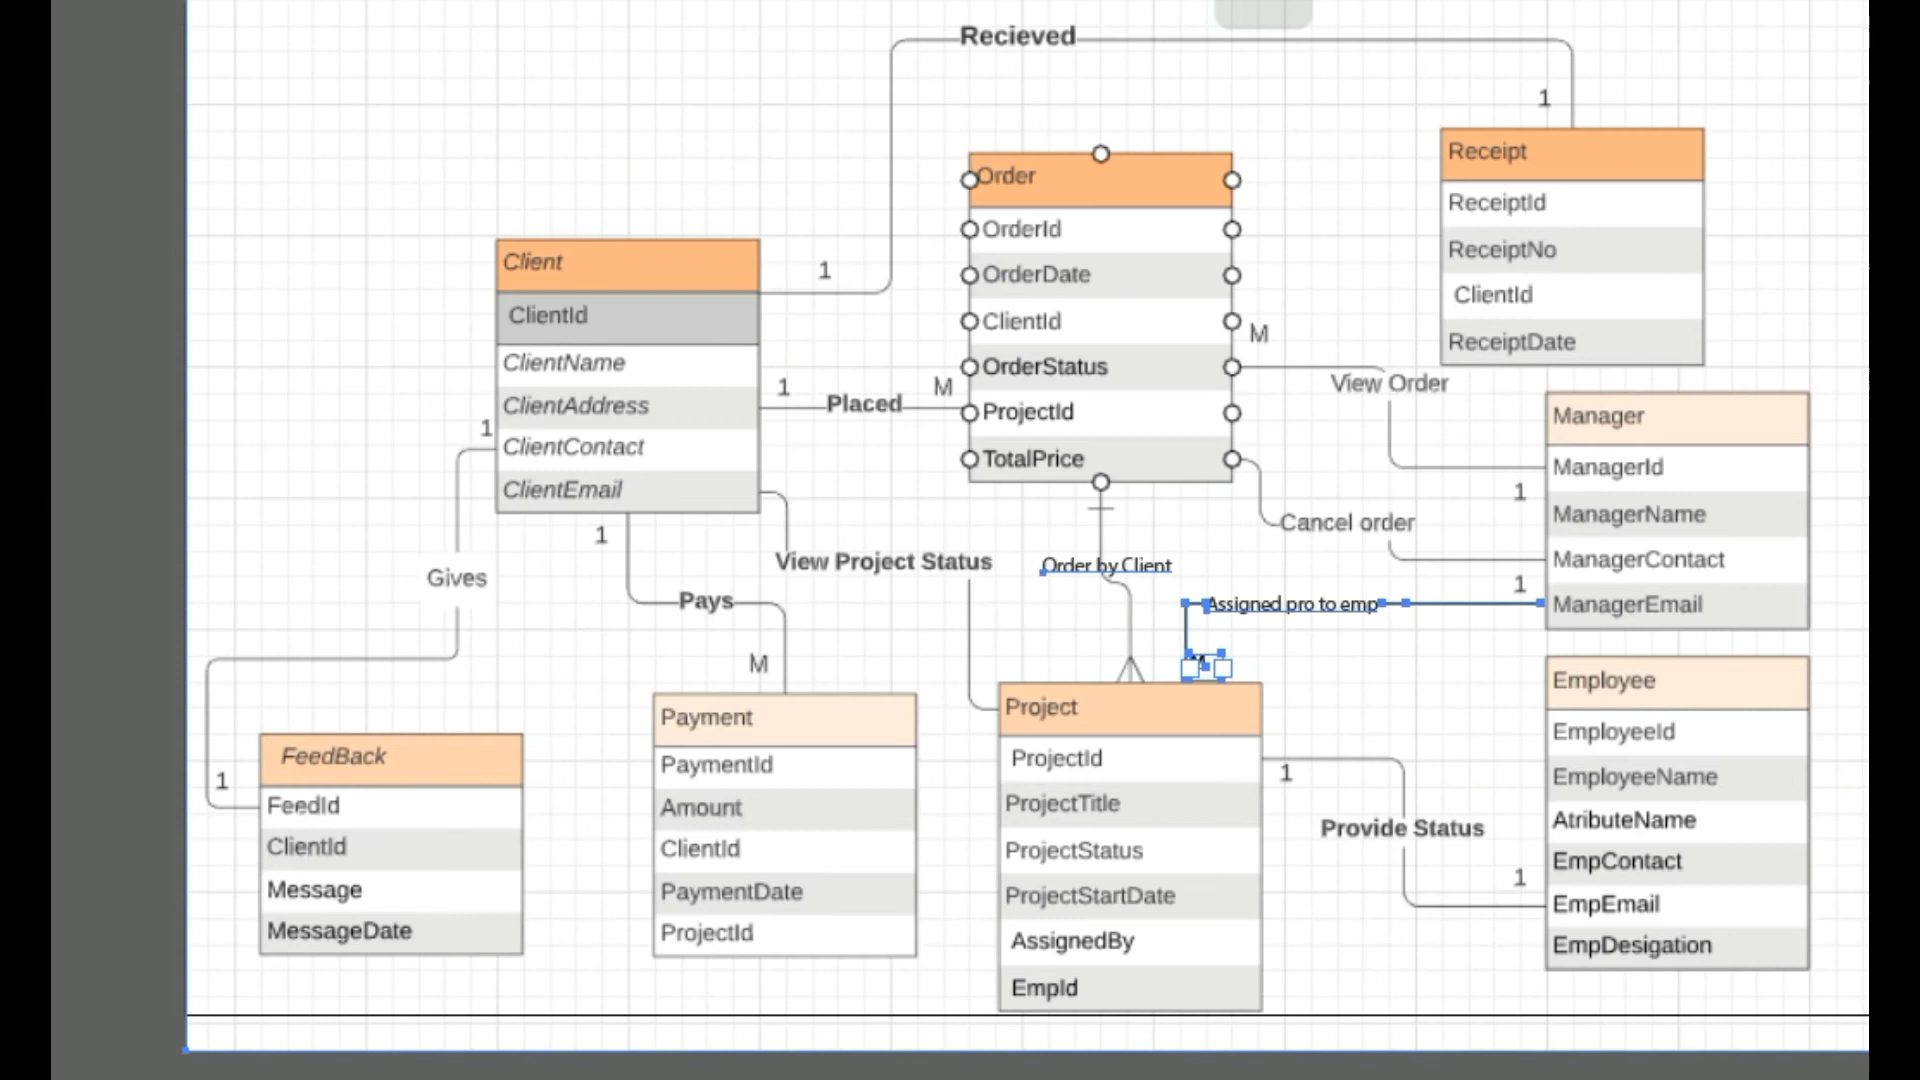 Recieved
1
Receipt
ReceiptId
ReceiptNo
ClientId
ReceiptDate
Order
OrderId
OrderDate
ClientId
OrderStatus
ProjectId
TotalPrice
Client
ClientId
ClientName
ClientAddress
ClientContact
ClientEmail
1
1
Placed
M
M
View Order
1
Cancel order
1
Manager
ManagerId
ManagerName
ManagerContact
ManagerEmail
1
Gives
1
1
Pays
M
View Project Status
Order by Client
Assigned pro to emp
FeedBack
FeedId
ClientId
Message
MessageDate
Payment
PaymentId
Amount
ClientId
PaymentDate
ProjectId
Project
ProjectId
ProjectTitle
ProjectStatus
ProjectStartDate
AssignedBy
EmpId
1
Provide Status
1
Employee
EmployeeId
EmployeeName
AtributeName
EmpContact
EmpEmail
EmpDesigation